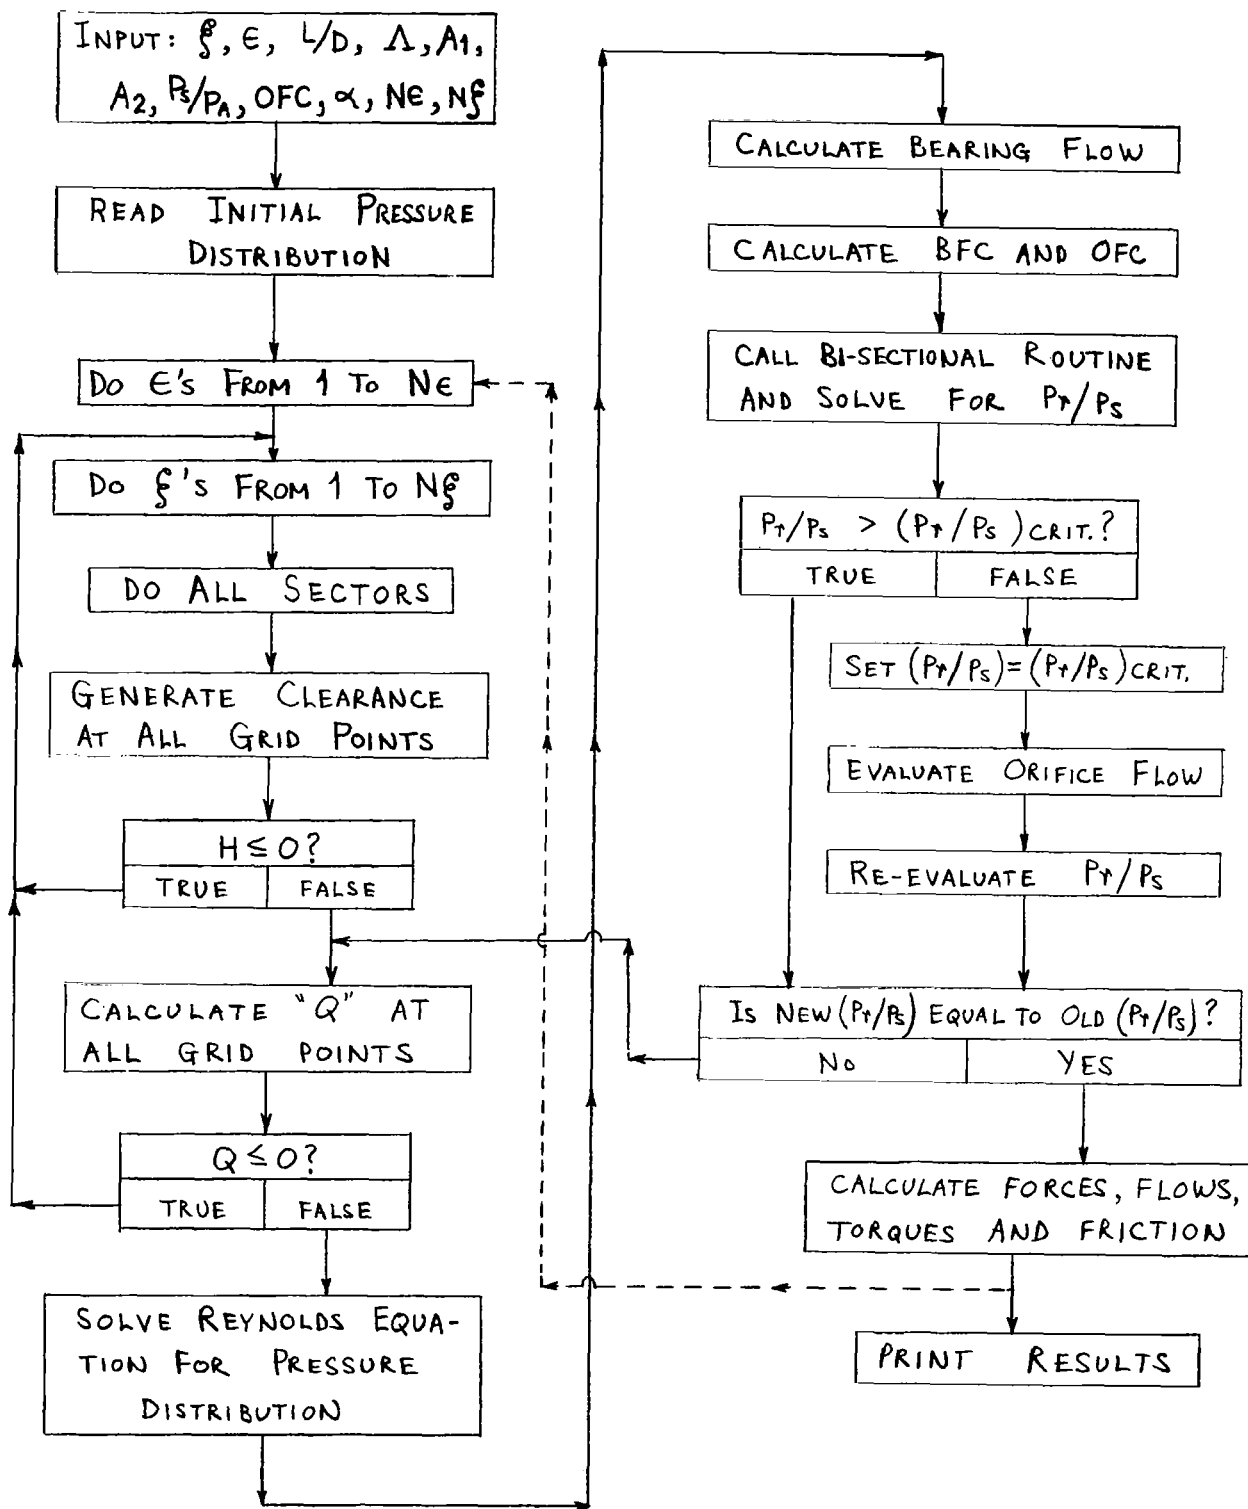 INPUT: ξ, ε, L/D, Λ, A1,
A2, Ps/PA, OFC, α, Nε, Nξ
READ INITIAL PRESSURE
DISTRIBUTION
DO ε'S FROM 1 TO Nε
DO ξ'S FROM 1 TO Nξ
DO ALL SECTORS
GENERATE CLEARANCE
AT ALL GRID POINTS
H ≤ 0?
TRUE
FALSE
CALCULATE "Q" AT
ALL GRID POINTS
Q ≤ 0?
TRUE
FALSE
SOLVE REYNOLDS EQUA-
TION FOR PRESSURE
DISTRIBUTION
CALCULATE BEARING FLOW
CALCULATE BFC AND OFC
CALL BI-SECTIONAL ROUTINE
AND SOLVE FOR Pr/Ps
Pr/Ps > (Pr/Ps)CRIT.?
TRUE
FALSE
SET (Pr/Ps)=(Pr/Ps)CRIT.
EVALUATE ORIFICE FLOW
RE-EVALUATE Pr/Ps
IS NEW (Pr/Ps) EQUAL TO OLD (Pr/Ps)?
NO
YES
CALCULATE FORCES, FLOWS,
TORQUES AND FRICTION
PRINT RESULTS